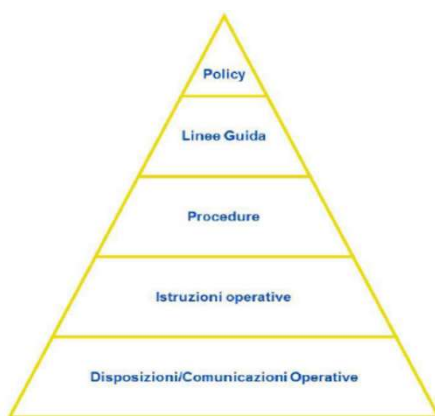 Policy
Linee Guida
Procedure
Istruzioni operative
Disposizioni/Comunicazioni Operative